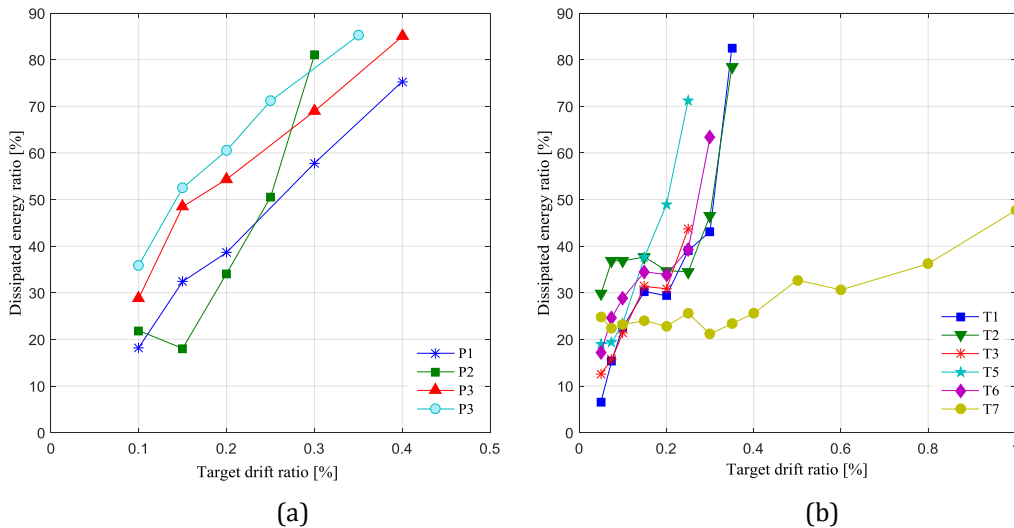 90
80
70
60
50
40
30
20
10
0
Dissipated energy ratio [%]
0 0.1 0.2 0.3 0.4 0.5
Target drift ratio [%]
P1
P2
P3
P3
(a)
90
80
70
60
50
40
30
20
10
0
Dissipated energy ratio [%]
0 0.2 0.4 0.6 0.8 1
Target drift ratio [%]
T1
T2
T3
T5
T6
T7
(b)